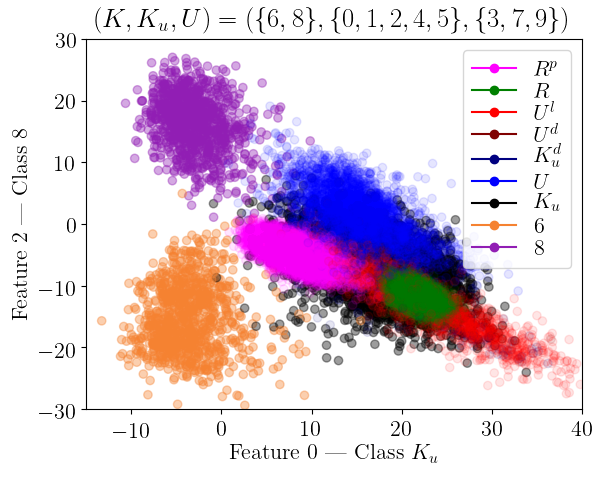 (K, K_u, U) = ({6, 8}, {0, 1, 2, 4, 5}, {3, 7, 9})
30
20
10
0
−10
−20
−30
Feature 2 — Class 8
R^p
R
U^l
U^d
K_u^d
U
K_u
6
8
−10
0
10
20
30
40
Feature 0 — Class K_u